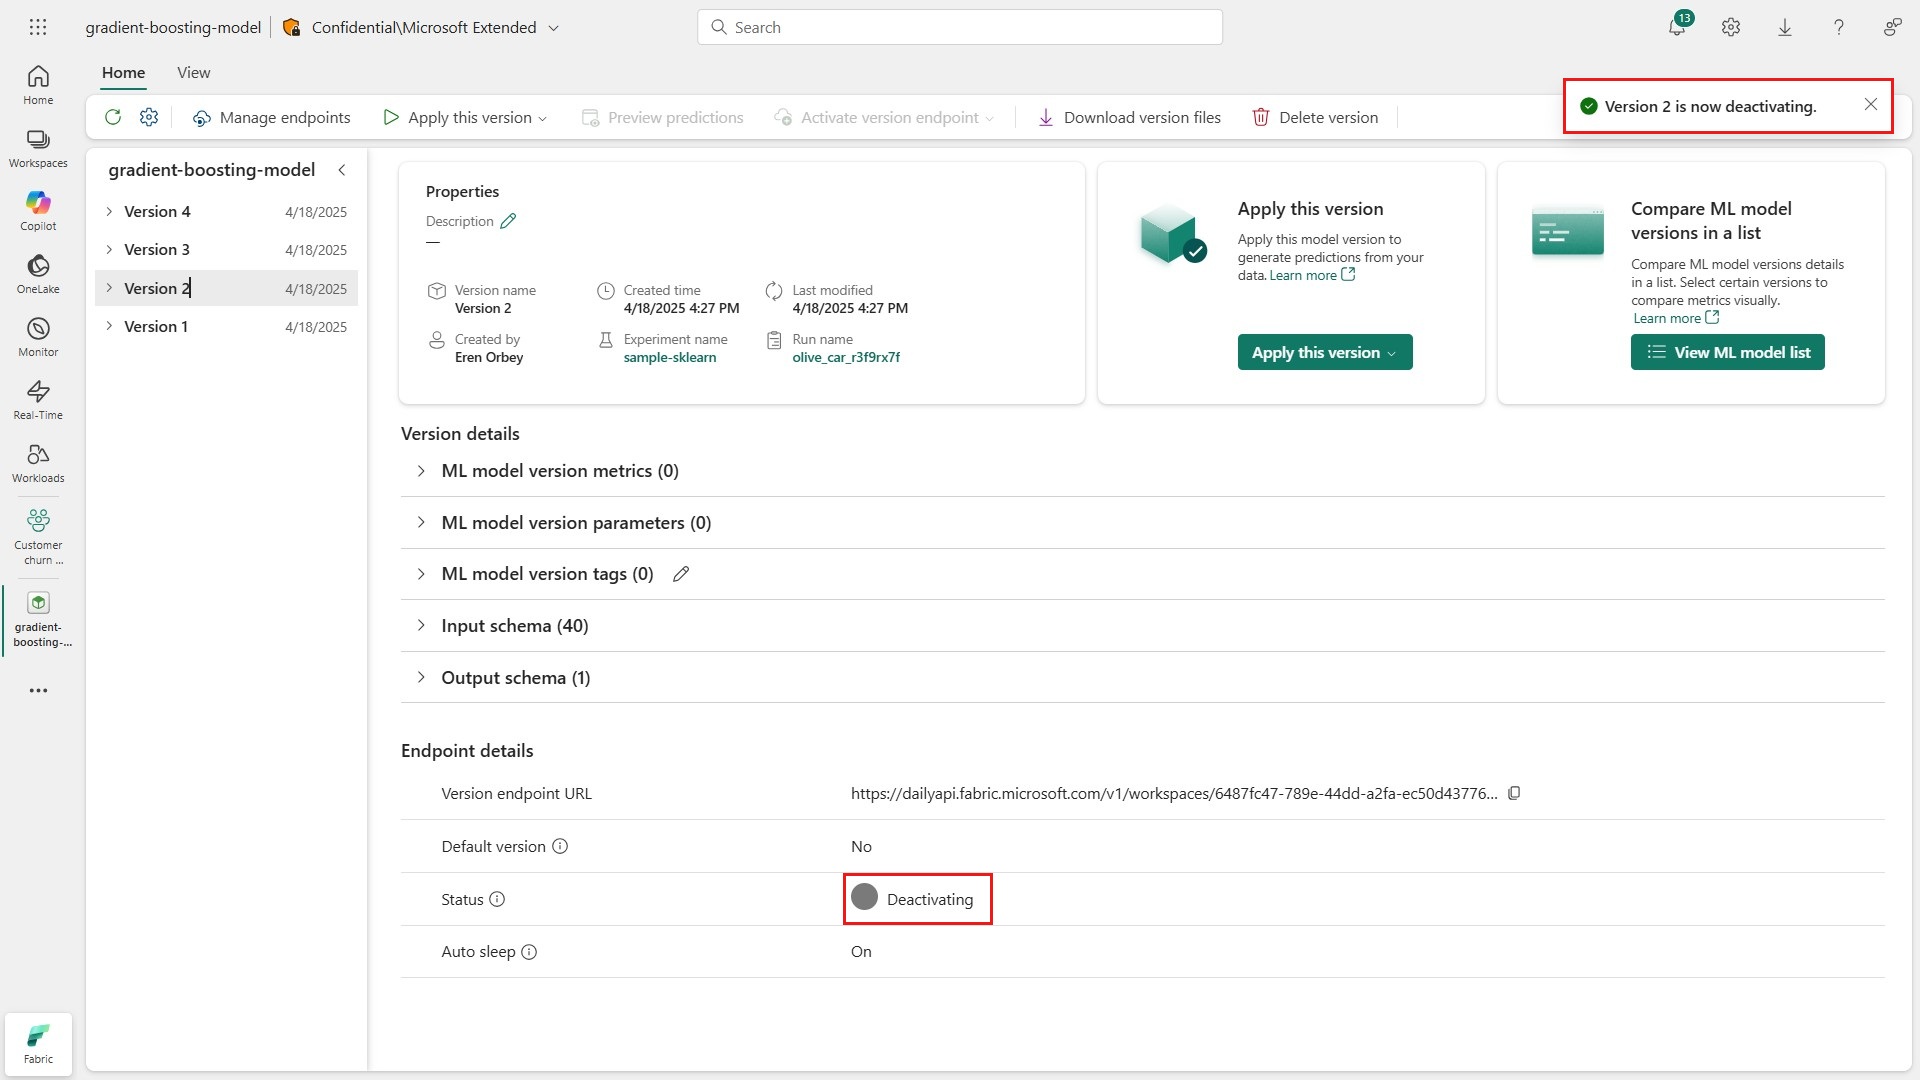 gradient-boosting-model
Confidential\Microsoft Extended
Search
13
Home
View
Manage endpoints
Apply this version
Preview predictions
Activate version endpoint
Download version files
Delete version
Version 2 is now deactivating.
Home
Workspaces
Copilot
OneLake
Monitor
Real-Time
Workloads
Customer
churn ...
gradient-
boosting-...
Fabric
gradient-boosting-model
Version 4 4/18/2025
Version 3 4/18/2025
Version 2 4/18/2025
Version 1 4/18/2025
Properties
Description
—
Version name
Version 2
Created time
4/18/2025 4:27 PM
Last modified
4/18/2025 4:27 PM
Created by
Eren Orbey
Experiment name
sample-sklearn
Run name
olive_car_r3f9rx7f
Apply this version
Apply this model version to
generate predictions from your
data. Learn more
Apply this version
Compare ML model
versions in a list
Compare ML model versions details
in a list. Select certain versions to
compare metrics visually.
Learn more
View ML model list
Version details
ML model version metrics (0)
ML model version parameters (0)
ML model version tags (0)
Input schema (40)
Output schema (1)
Endpoint details
Version endpoint URL https://dailyapi.fabric.microsoft.com/v1/workspaces/6487fc47-789e-44dd-a2fa-ec50d43776...
Default version No
Status Deactivating
Auto sleep On